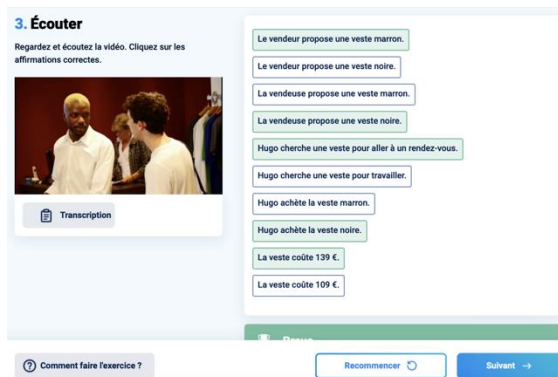 3. Écouter
Regardez et écoutez la vidéo. Cliquez sur les
affirmations correctes.
Transcription
Le vendeur propose une veste marron.
Le vendeur propose une veste noire.
La vendeuse propose une veste marron.
La vendeuse propose une veste noire.
Hugo cherche une veste pour aller à un rendez-vous.
Hugo cherche une veste pour travailler.
Hugo achète la veste marron.
Hugo achète la veste noire.
La veste coûte 139 €.
La veste coûte 109 €.
Comment faire l'exercice ?
Recommencer
Suivant →